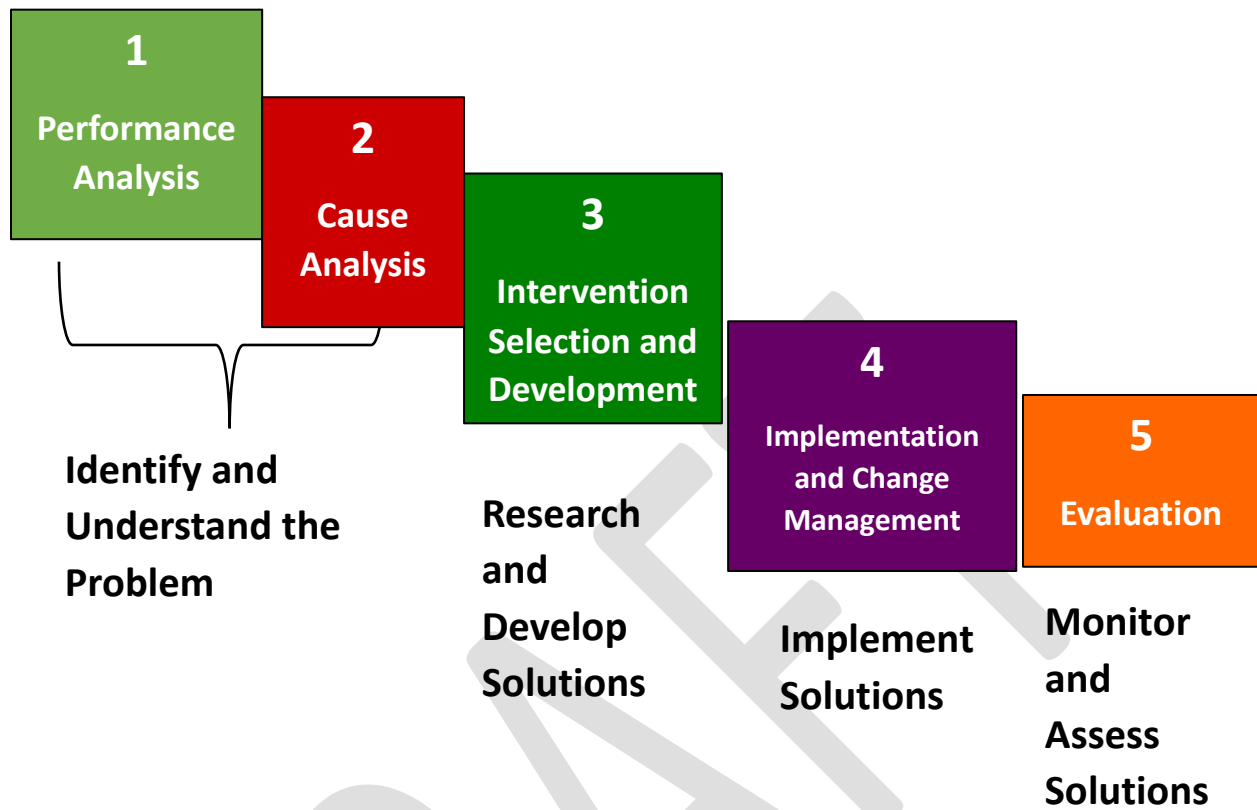 1
Performance
Analysis
2
Cause
Analysis
3
Intervention
Selection and
Development
4
Implementation
and Change
Management
5
Evaluation
Identify and
Understand the
Problem
Research
and
Develop
Solutions
Implement
Solutions
Monitor
and
Assess
Solutions
DRAFT